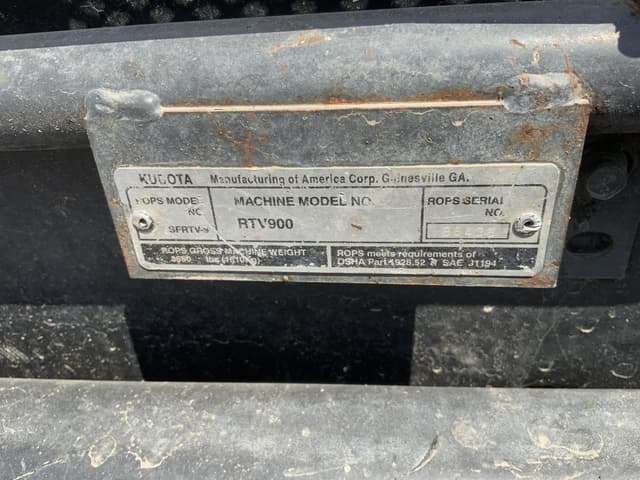 KUBOTA Manufacturing of America Corp. Gainesville GA.
ROPS MODEL NO.
MACHINE MODEL NO.
RTV900
ROPS SERIAL NO.
ROPS GROSS MACHINE WEIGHT
lbs
ROPS meets requirements of
OSHA Part 1928.52 & SAE J1194